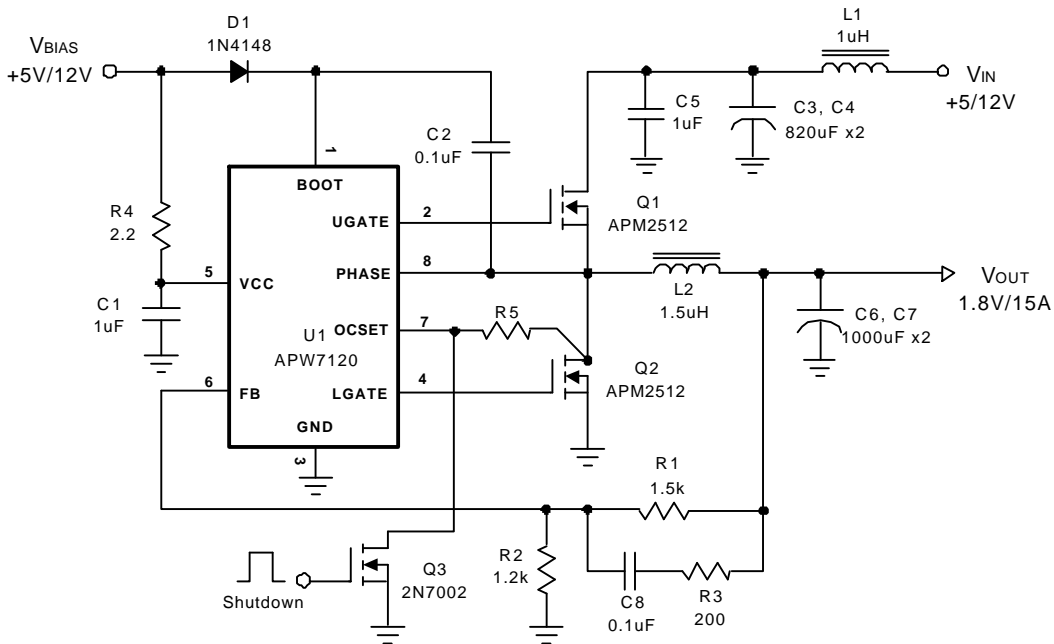 D1
1N4148
VBIAS
+5V/12V
L1
1uH
VIN
+5/12V
C5
1uF
C3, C4
820uF x2
C2
0.1uF
1
BOOT
R4
2.2
UGATE
2
Q1
APM2512
5
VCC
PHASE
8
L2
1.5uH
VOUT
1.8V/15A
C1
1uF
U1
APW7120
OCSET
7
R5
C6, C7
1000uF x2
6
FB
LGATE
4
Q2
APM2512
GND
3
R1
1.5k
Shutdown
Q3
2N7002
R2
1.2k
C8
0.1uF
R3
200